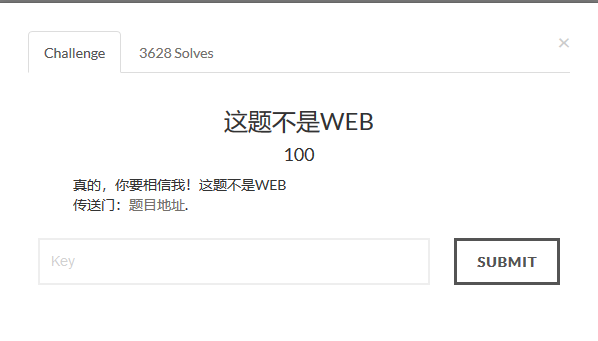 Challenge
3628 Solves
×
这题不是WEB
100
真的，你要相信我！这题不是WEB
传送门：题目地址.
Key
SUBMIT